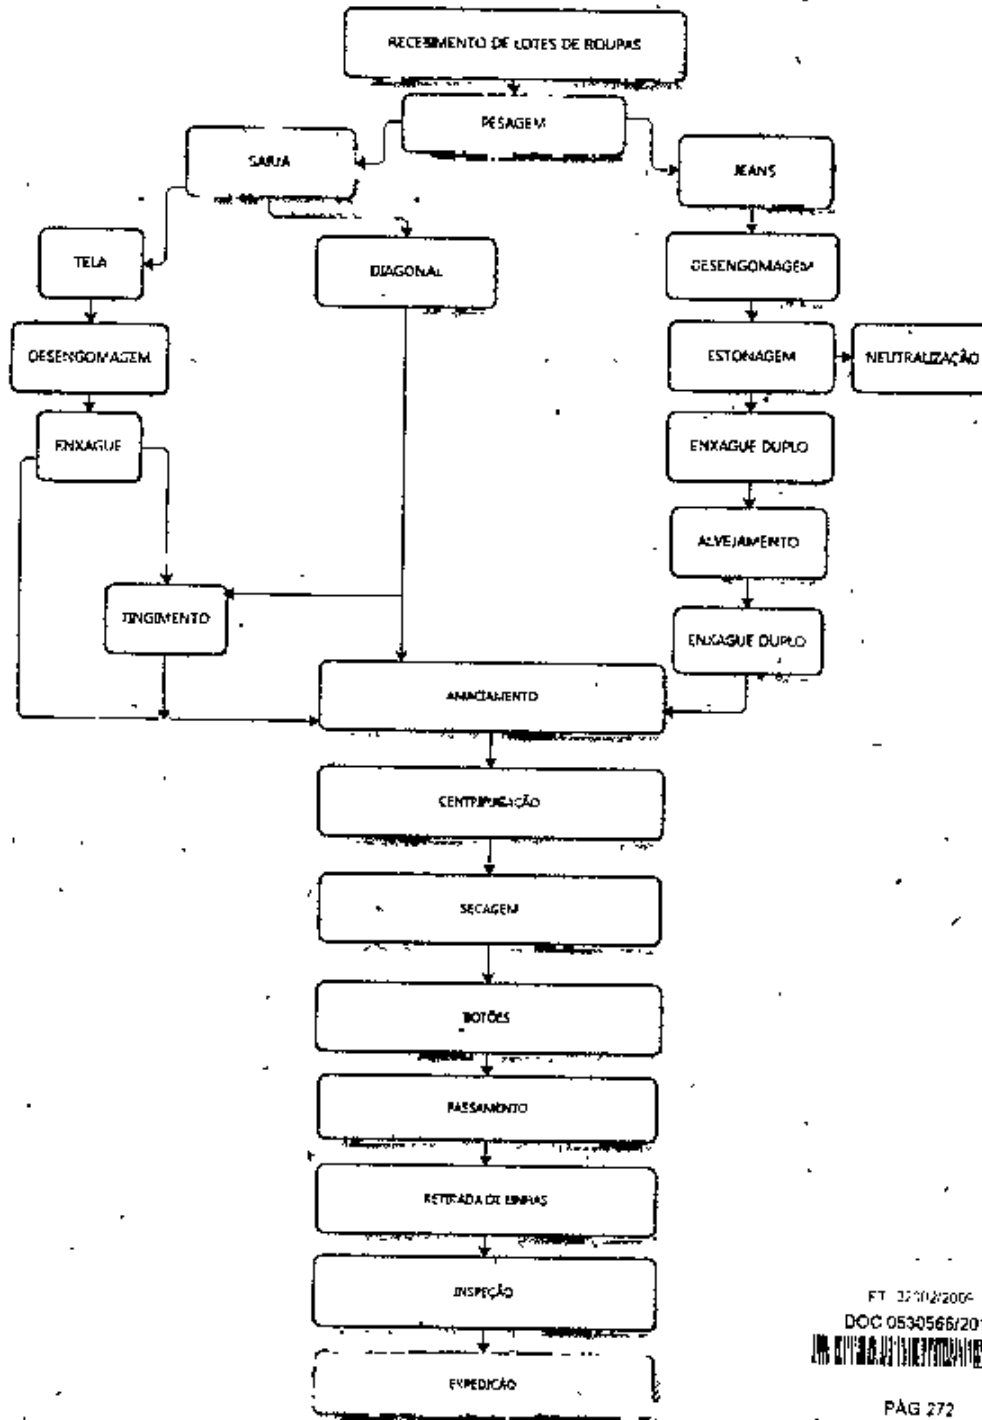 RECEBIMENTO DE LOTES DE ROUPAS
PESAGEM
SARJA
JEANS
TELA
DIAGONAL
DESENGOMAGEM
DESENGOMAGEM
ESTONAGEM
NEUTRALIZAÇÃO
ENXAGUE
ENXAGUE DUPLO
ALVEJAMENTO
TINGIMENTO
ENXAGUE DUPLO
AMACIAMENTO
CENTRIFUGAÇÃO
SECAGEM
BOTÕES
PASSAMENTO
RETIRADA DE LINHAS
INSPEÇÃO
EXPEDIÇÃO
DOC 0530566/201
PÁG 272